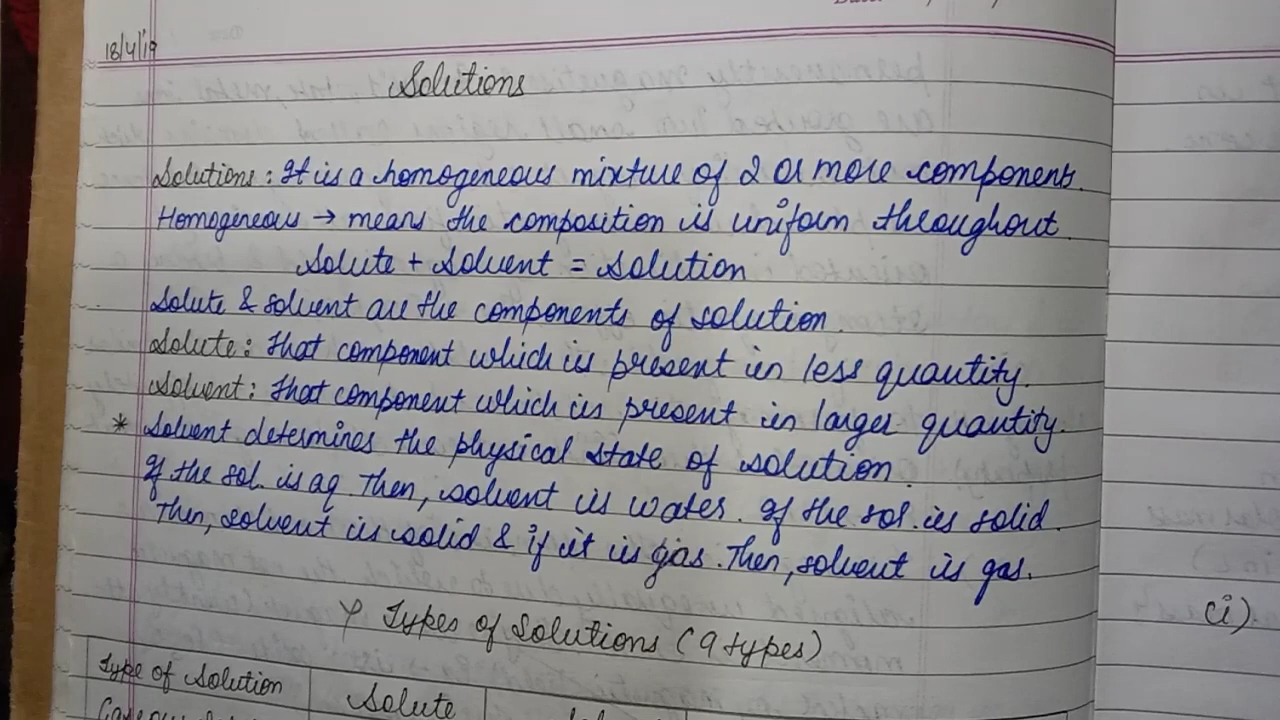 18/4/19
Solutions
Solutions : It is a homogeneous mixture of 2 or more components.
Homogeneous → means the composition is uniform throughout.
Solute + Solvent = Solution
Solute & solvent are the components of solution.
Solute : That component which is present in less quantity.
Solvent : That component which is present in larger quantity.
* Solvent determines the physical state of solution.
If the sol. is aq. then, solvent is water. If the sol. is solid.
Then, solvent is solid & if it is gas. Then, solvent is gas.
Types of Solutions (9 types)
Type of Solution Solute
(i)